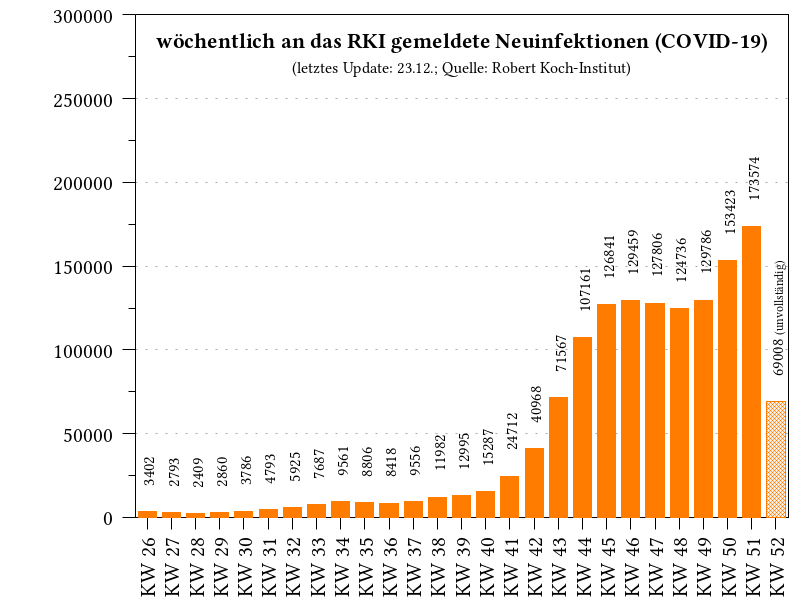 wöchentlich an das RKI gemeldete Neuinfektionen (COVID-19)
(letztes Update: 23.12.; Quelle: Robert Koch-Institut)
300000
250000
200000
150000
100000
50000
0
3402
2793
2409
2860
3786
4793
5925
7687
9561
8806
8418
9556
11982
12995
15287
24712
40968
71567
107161
126841
129459
127806
124736
129786
153423
173574
69008 (unvollständig)
KW 26
KW 27
KW 28
KW 29
KW 30
KW 31
KW 32
KW 33
KW 34
KW 35
KW 36
KW 37
KW 38
KW 39
KW 40
KW 41
KW 42
KW 43
KW 44
KW 45
KW 46
KW 47
KW 48
KW 49
KW 50
KW 51
KW 52